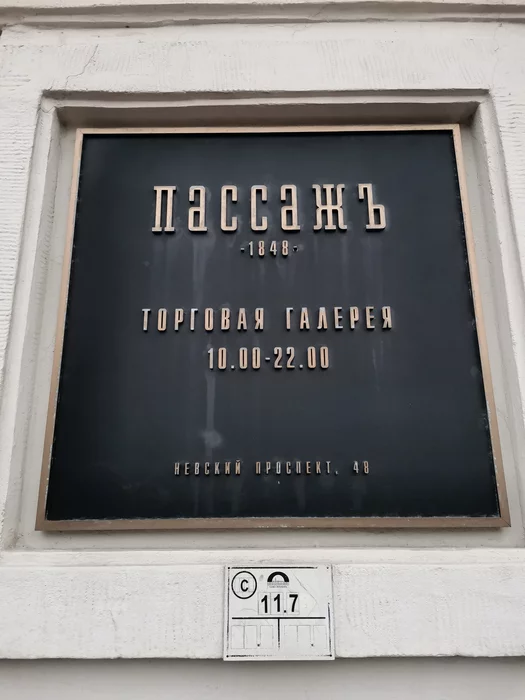 пассажъ
-1848-
ТОРГОВАЯ ГАЛЕРЕЯ
10.00-22.00
НЕВСКИЙ ПРОСПЕКТ, 48
С
11.7